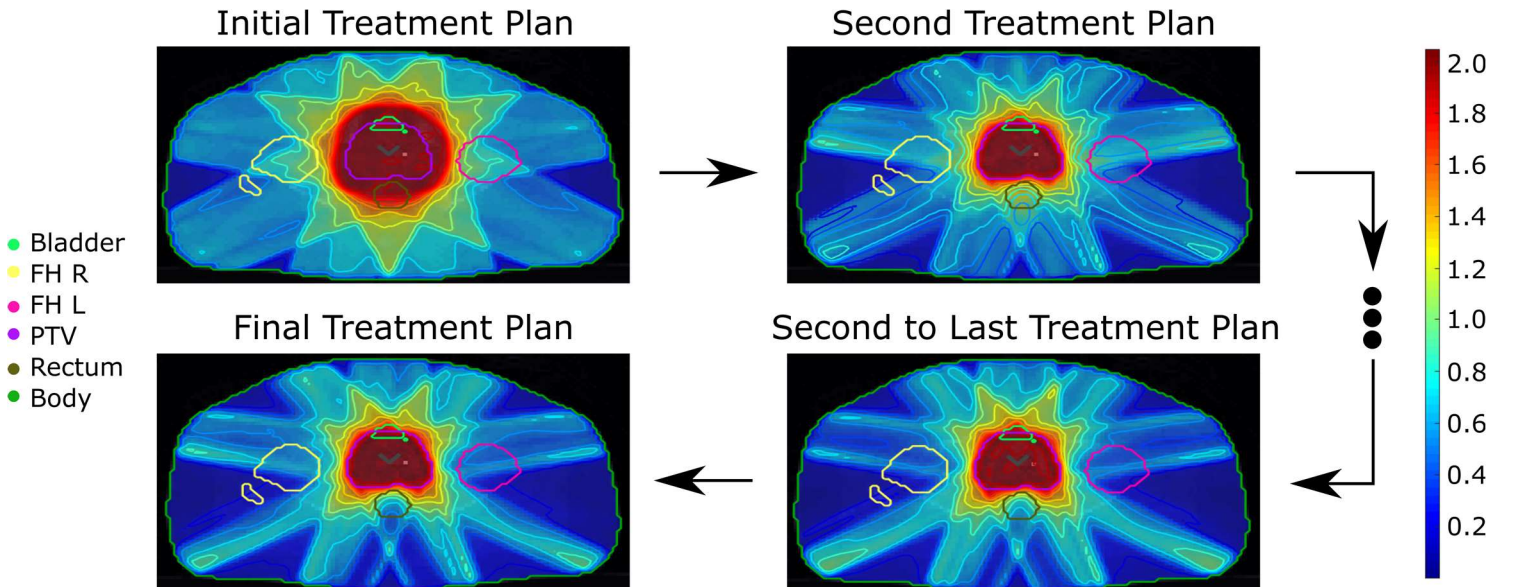 Initial Treatment Plan
Second Treatment Plan
Bladder
FH R
FH L
PTV
Rectum
Body
Final Treatment Plan
Second to Last Treatment Plan
2.0
1.8
1.6
1.4
1.2
1.0
0.8
0.6
0.4
0.2